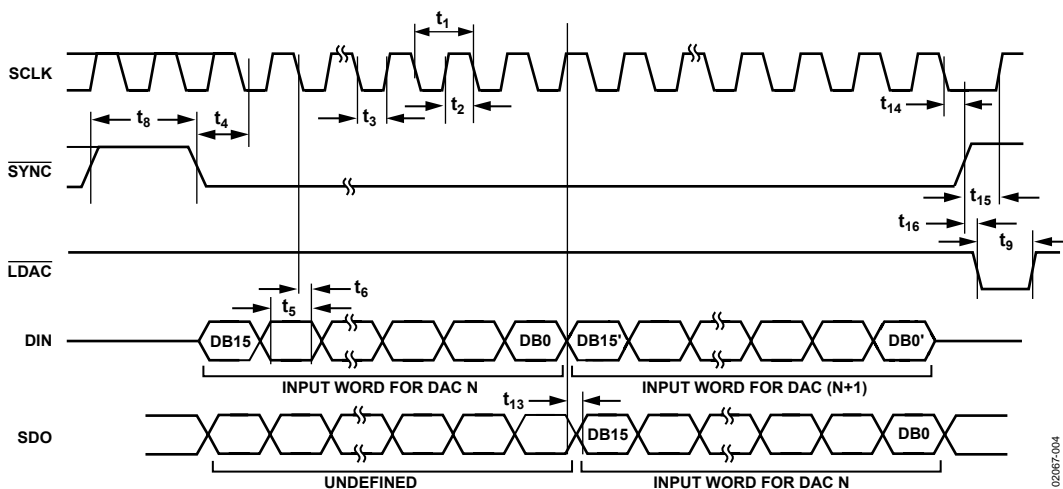 t1
SCLK
t3
t2
t14
t8
t4
SYNC
t15
t16
t9
LDAC
t6
t5
DIN
DB15
DB0
DB15'
DB0'
INPUT WORD FOR DAC N
INPUT WORD FOR DAC (N+1)
t13
SDO
DB15
DB0
UNDEFINED
INPUT WORD FOR DAC N
02067-004